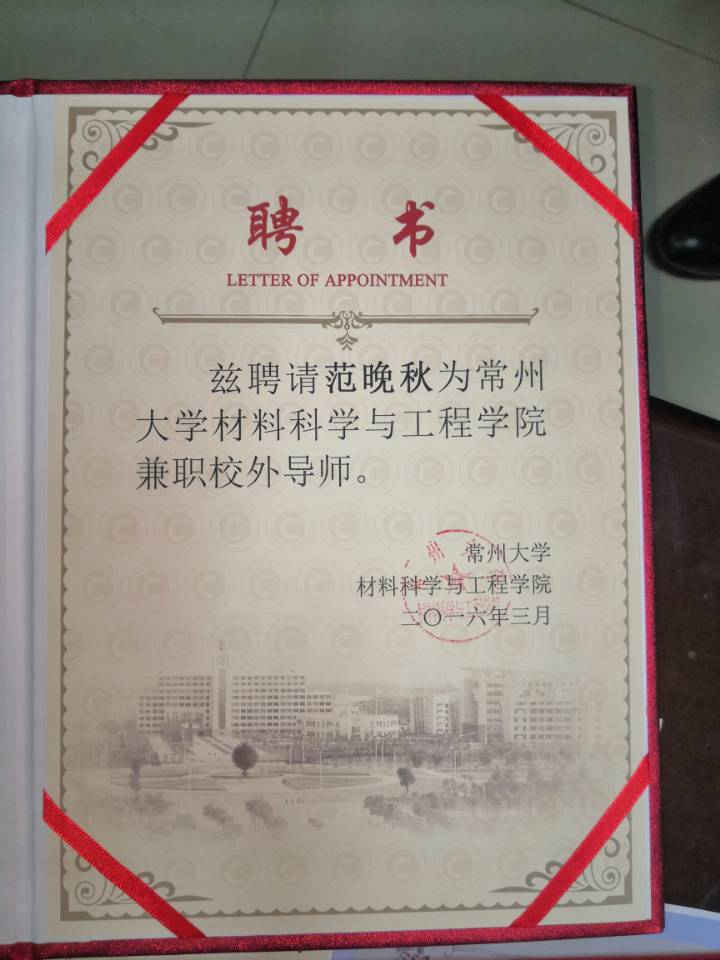 聘 书
LETTER OF APPOINTMENT
兹聘请范晚秋为常州
大学材料科学与工程学院
兼职校外导师。
常州大学
材料科学与工程学院
二〇一六年三月